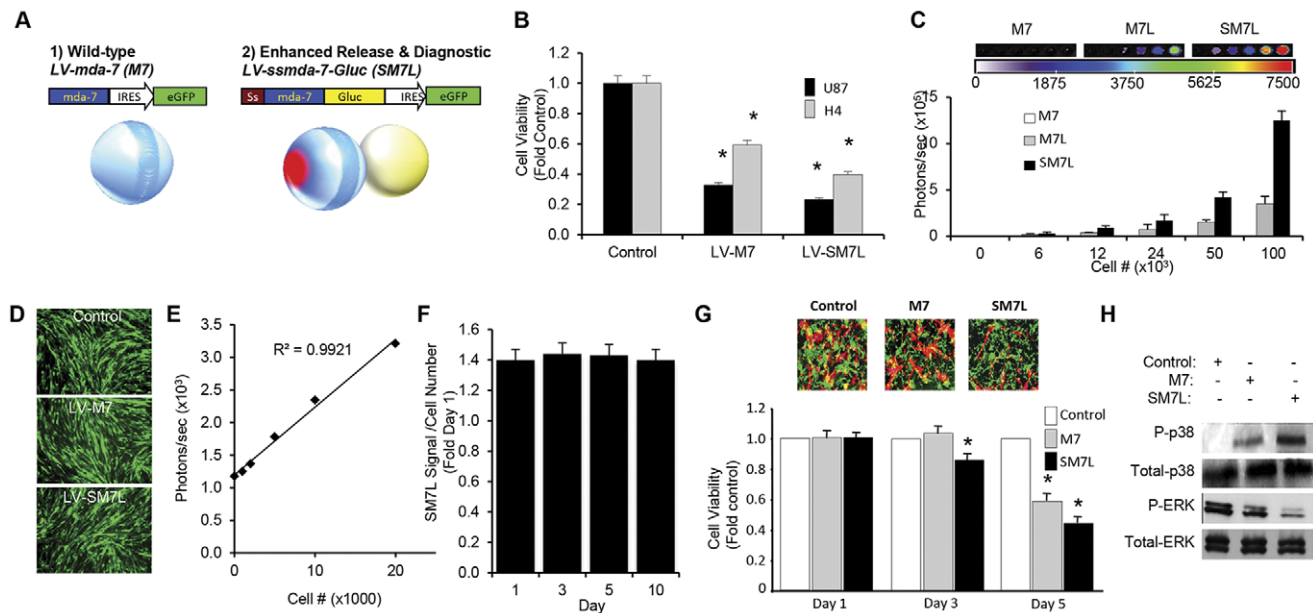 A
1) Wild-type
LV-mda-7 (M7)
mda-7 IRES eGFP
2) Enhanced Release & Diagnostic
LV-ssmda-7-Gluc (SM7L)
Ss mda-7 Gluc IRES eGFP
B
Cell Viability
(Fold Control)
1.2
1.0
0.8
0.6
0.4
0.2
0.0
U87
H4
* * * *
Control LV-M7 LV-SM7L
C
M7 M7L SM7L
0 1875 3750 5625 7500
Photons/sec (x10⁵)
15
10
5
0
M7
M7L
SM7L
0 6 12 24 50 100
Cell # (x10³)
D
Control
LV-M7
LV-SM7L
E
Photons/sec (x10³)
3.5
3.0
2.5
2.0
1.5
1.0
0.5
0.0
R² = 0.9921
0 10 20
Cell # (x1000)
F
SM7L Signal /Cell Number
(Fold Day 1)
1.6
1.4
1.2
1.0
0.8
0.6
0.4
0.2
0.0
1 3 5 10
Day
G
Control M7 SM7L
Cell Viability
(Fold control)
1.2
1.0
0.8
0.6
0.4
0.2
0
Control
M7
SM7L
* * *
Day 1 Day 3 Day 5
H
Control: + - -
M7: - + -
SM7L: - - +
P-p38
Total-p38
P-ERK
Total-ERK